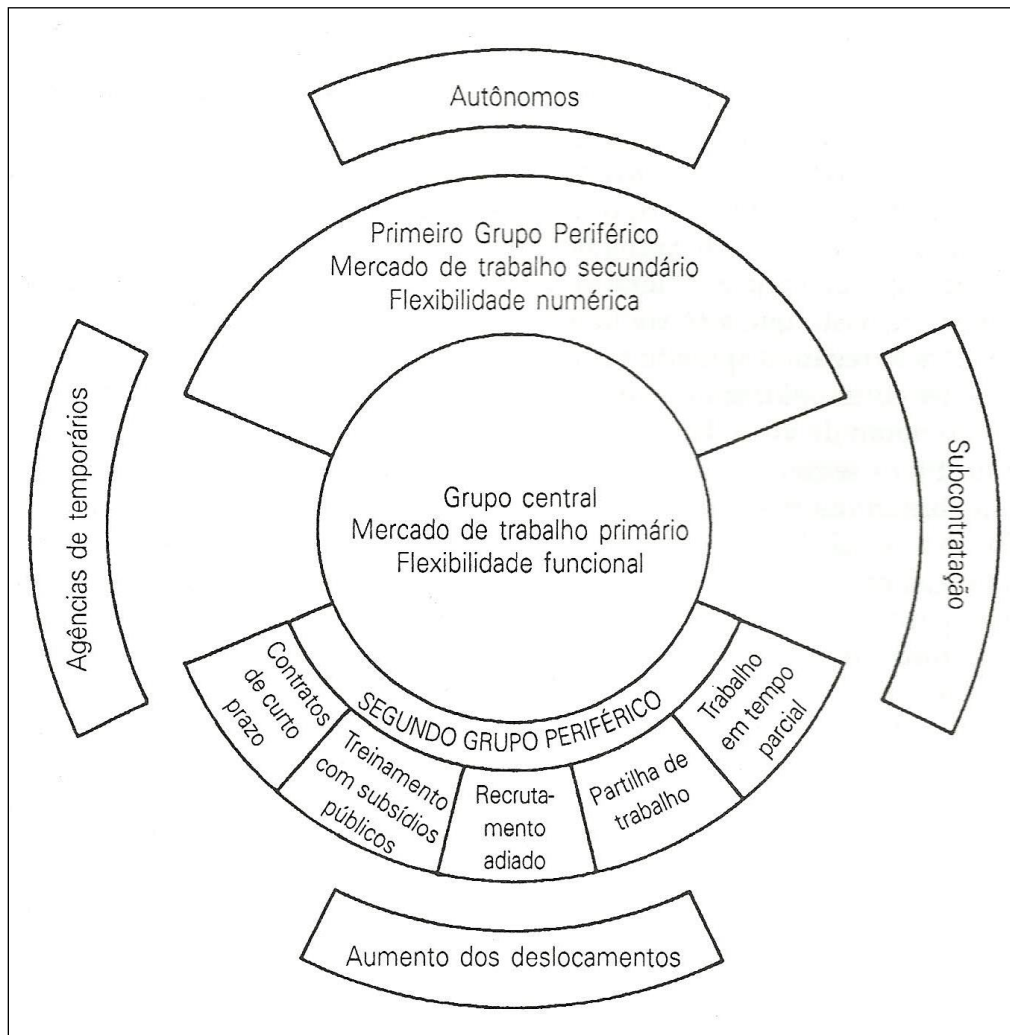 Autônomos
Primeiro Grupo Periférico
Mercado de trabalho secundário
Flexibilidade numérica
Agências de temporários
Subcontratação
Grupo central
Mercado de trabalho primário
Flexibilidade funcional
SEGUNDO GRUPO PERIFÉRICO
Contratos
de curto
prazo
Treinamento
com subsídios
públicos
Recruta-
mento
adiado
Partilha de
trabalho
Trabalho
em tempo
parcial
Aumento dos deslocamentos